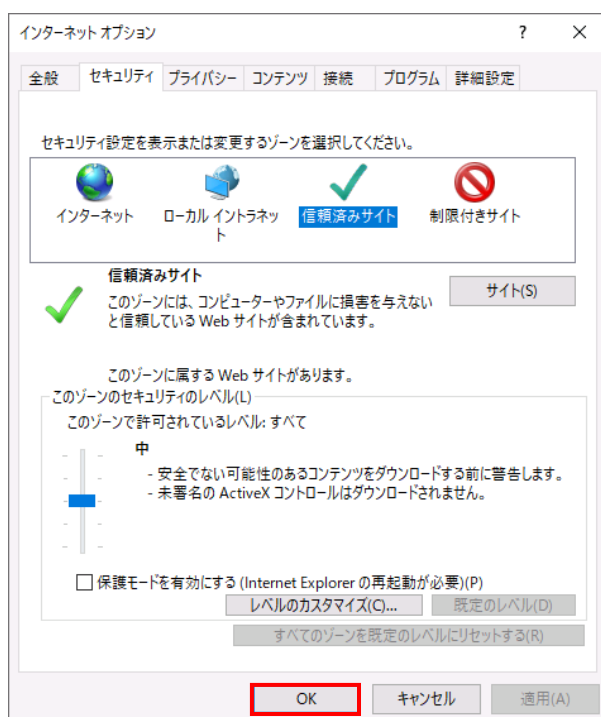 インターネット オプション ? ×
全般 セキュリティ プライバシー コンテンツ 接続 プログラム 詳細設定
セキュリティ設定を表示または変更するゾーンを選択してください。
インターネット ローカル イントラネッ 信頼済みサイト 制限付きサイト
ト
信頼済みサイト
サイト(S)
このゾーンには、コンピューターやファイルに損害を与えない
と信頼している Web サイトが含まれています。
このゾーンに属する Web サイトがあります。
このゾーンのセキュリティのレベル(L)
このゾーンで許可されているレベル: すべて
中
- 安全でない可能性のあるコンテンツをダウンロードする前に警告します。
- 未署名の ActiveX コントロールはダウンロードされません。
保護モードを有効にする (Internet Explorer の再起動が必要)(P)
レベルのカスタマイズ(C)... 既定のレベル(D)
すべてのゾーンを既定のレベルにリセットする(R)
OK キャンセル 適用(A)